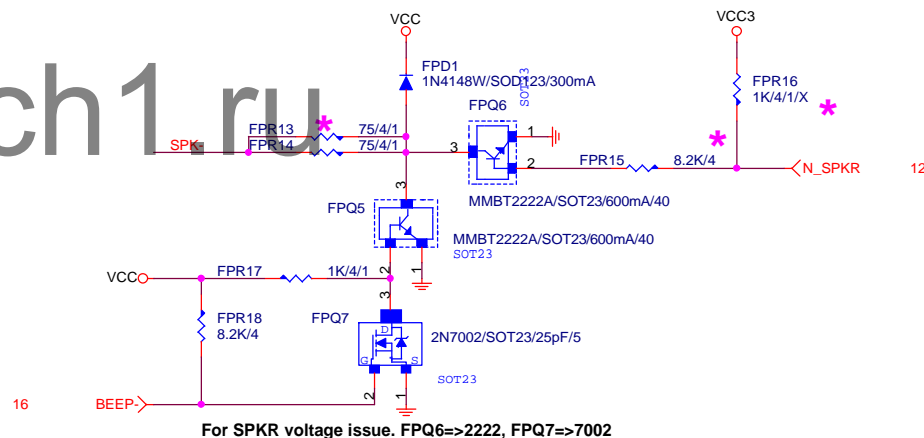 VCC
VCC3
FPD1
1N4148W/SOD123/300mA
SOT23
FPR16
1K/4/1/X
*
ch1.ru
FPQ6
FPR13
*
75/4/1
1
*
SPK-
FPR14
75/4/1
3
2
FPR15
8.2K/4
N_SPKR
12
3
FPQ5
MMBT2222A/SOT23/600mA/40
MMBT2222A/SOT23/600mA/40
SOT23
2
1
VCC
FPR17
1K/4/1
3
FPR18
8.2K/4
FPQ7
D
G
S
2N7002/SOT23/25pF/5
SOT23
2
1
16
BEEP-
For SPKR voltage issue. FPQ6=>2222, FPQ7=>7002